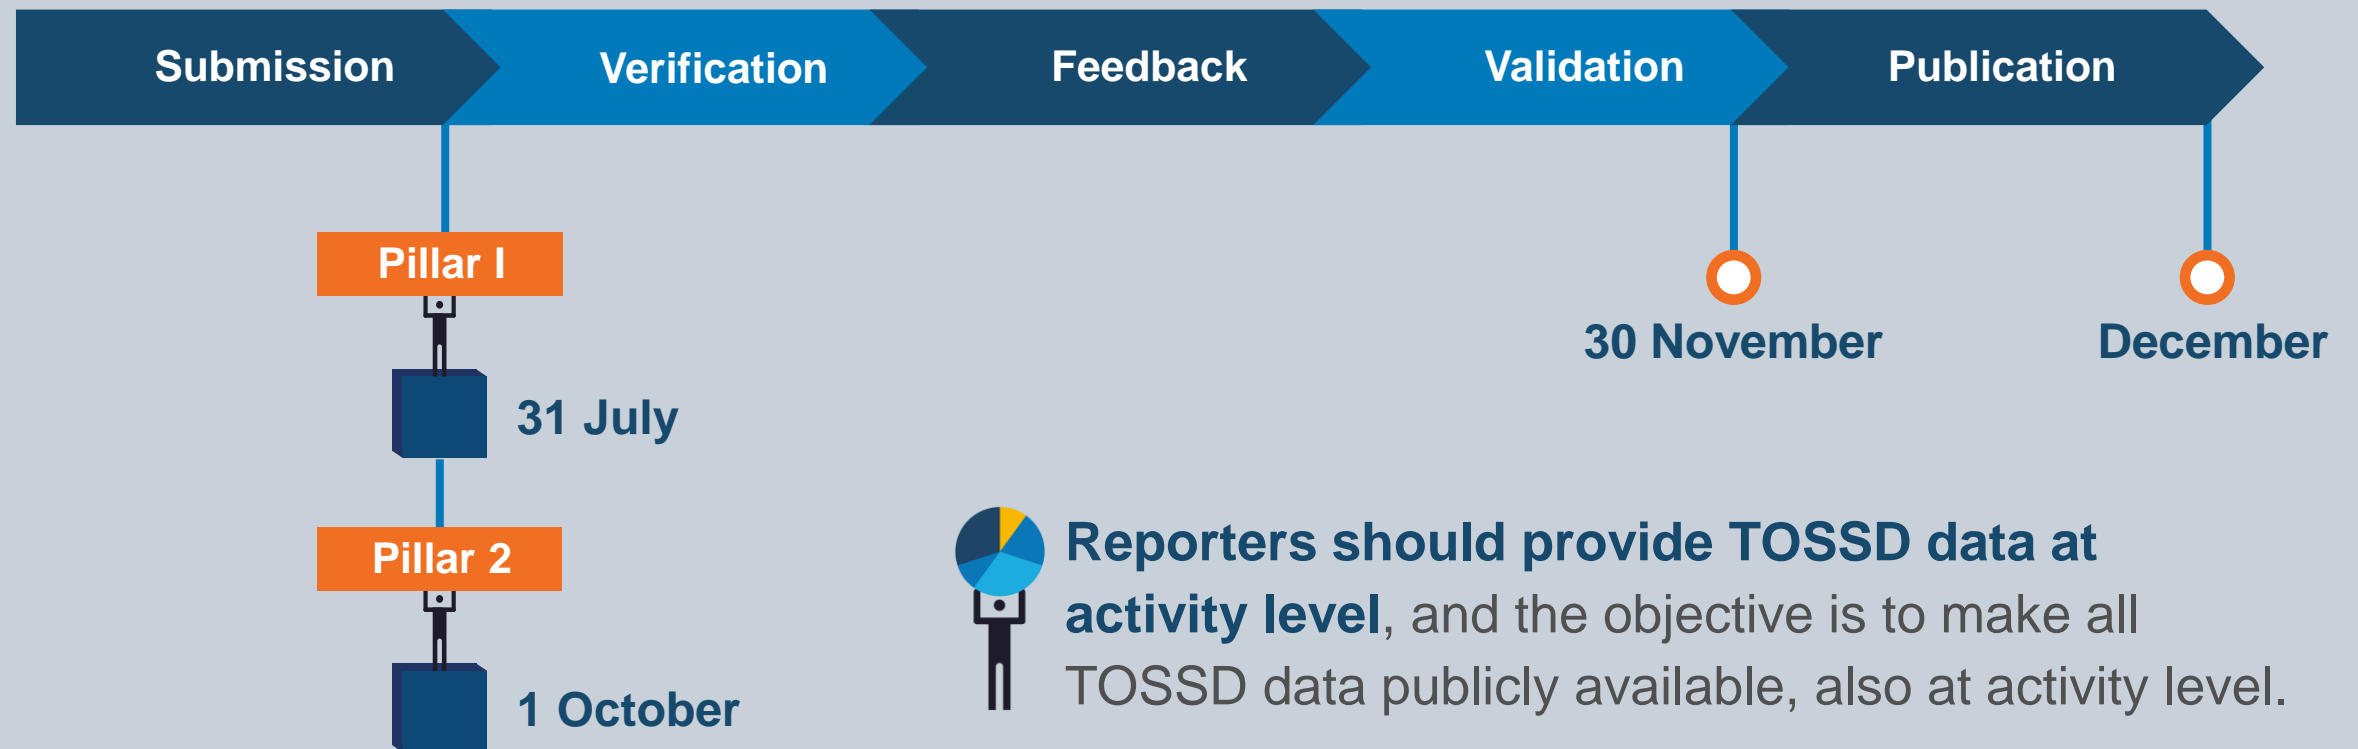 Submission
Verification
Feedback
Validation
Publication
Pillar I
31 July
Pillar 2
1 October
30 November
December
Reporters should provide TOSSD data at
activity level, and the objective is to make all
TOSSD data publicly available, also at activity level.